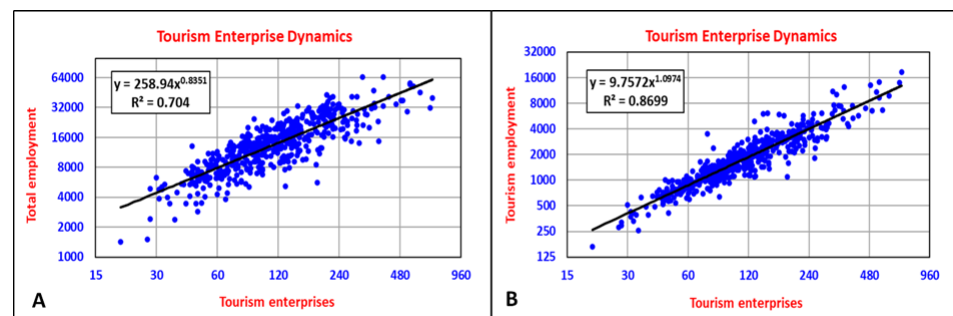 Tourism Enterprise Dynamics
y = 258.94x^0.8351
R² = 0.704
Total employment
64000
32000
16000
8000
4000
2000
1000
15 30 60 120 240 480 960
Tourism enterprises
A
Tourism Enterprise Dynamics
y = 9.7572x^1.0974
R² = 0.8699
Tourism employment
32000
16000
8000
4000
2000
1000
500
250
125
15 30 60 120 240 480 960
Tourism enterprises
B